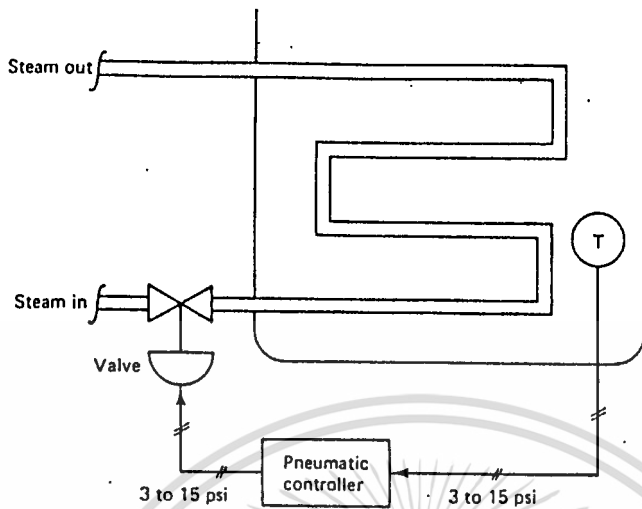 Steam out
T
Steam in
Valve
Pneumatic
controller
3 to 15 psi
3 to 15 psi